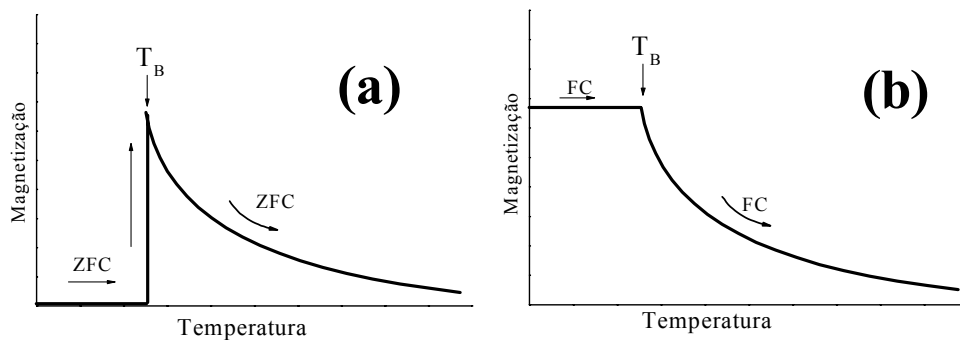 T_B
(a)
Magnetização
ZFC
ZFC
Temperatura
T_B
(b)
FC
Magnetização
FC
Temperatura